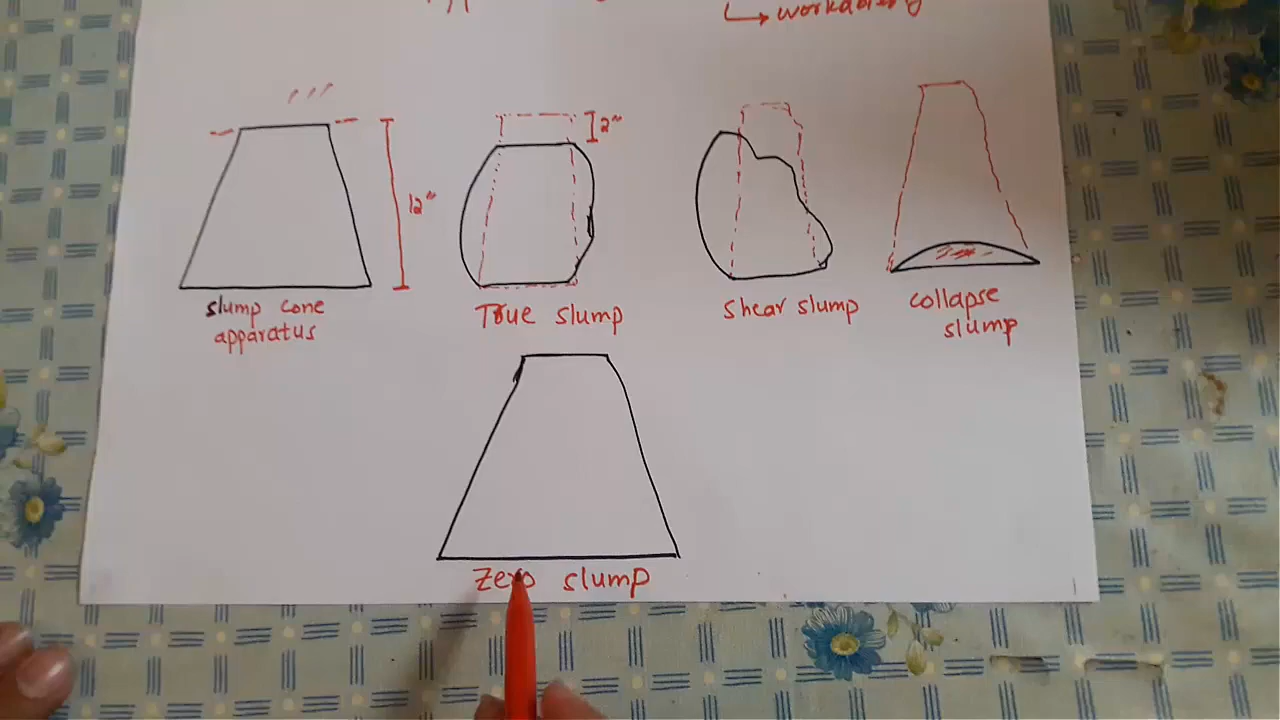 ↳ workability
12"
2"
slump cone
apparatus
True slump
shear slump
collapse
slump
Zero slump